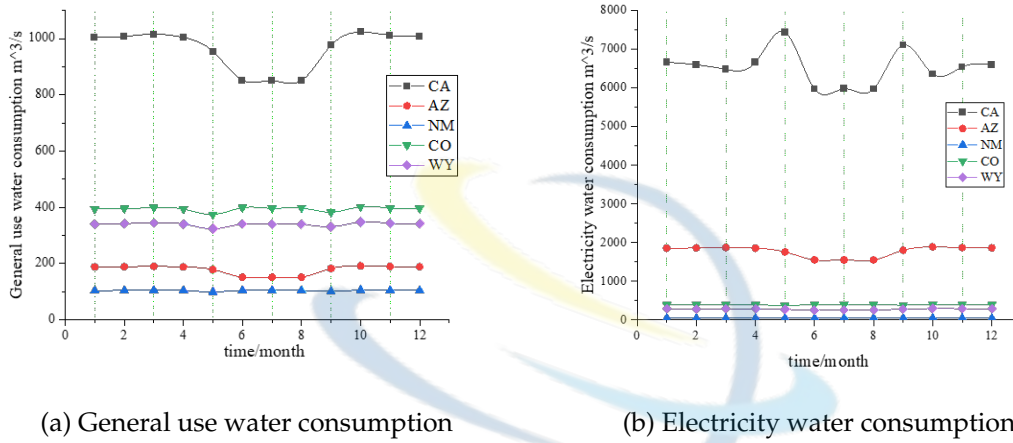 General use water consumption m^3/s
1000
800
600
400
200
0
0 2 4 6 8 10 12
time/month
CA
AZ
NM
CO
WY
(a) General use water consumption
Electricity water consumption m^3/s
8000
7000
6000
5000
4000
3000
2000
1000
0
0 2 4 6 8 10 12
time/month
CA
AZ
NM
CO
WY
(b) Electricity water consumption